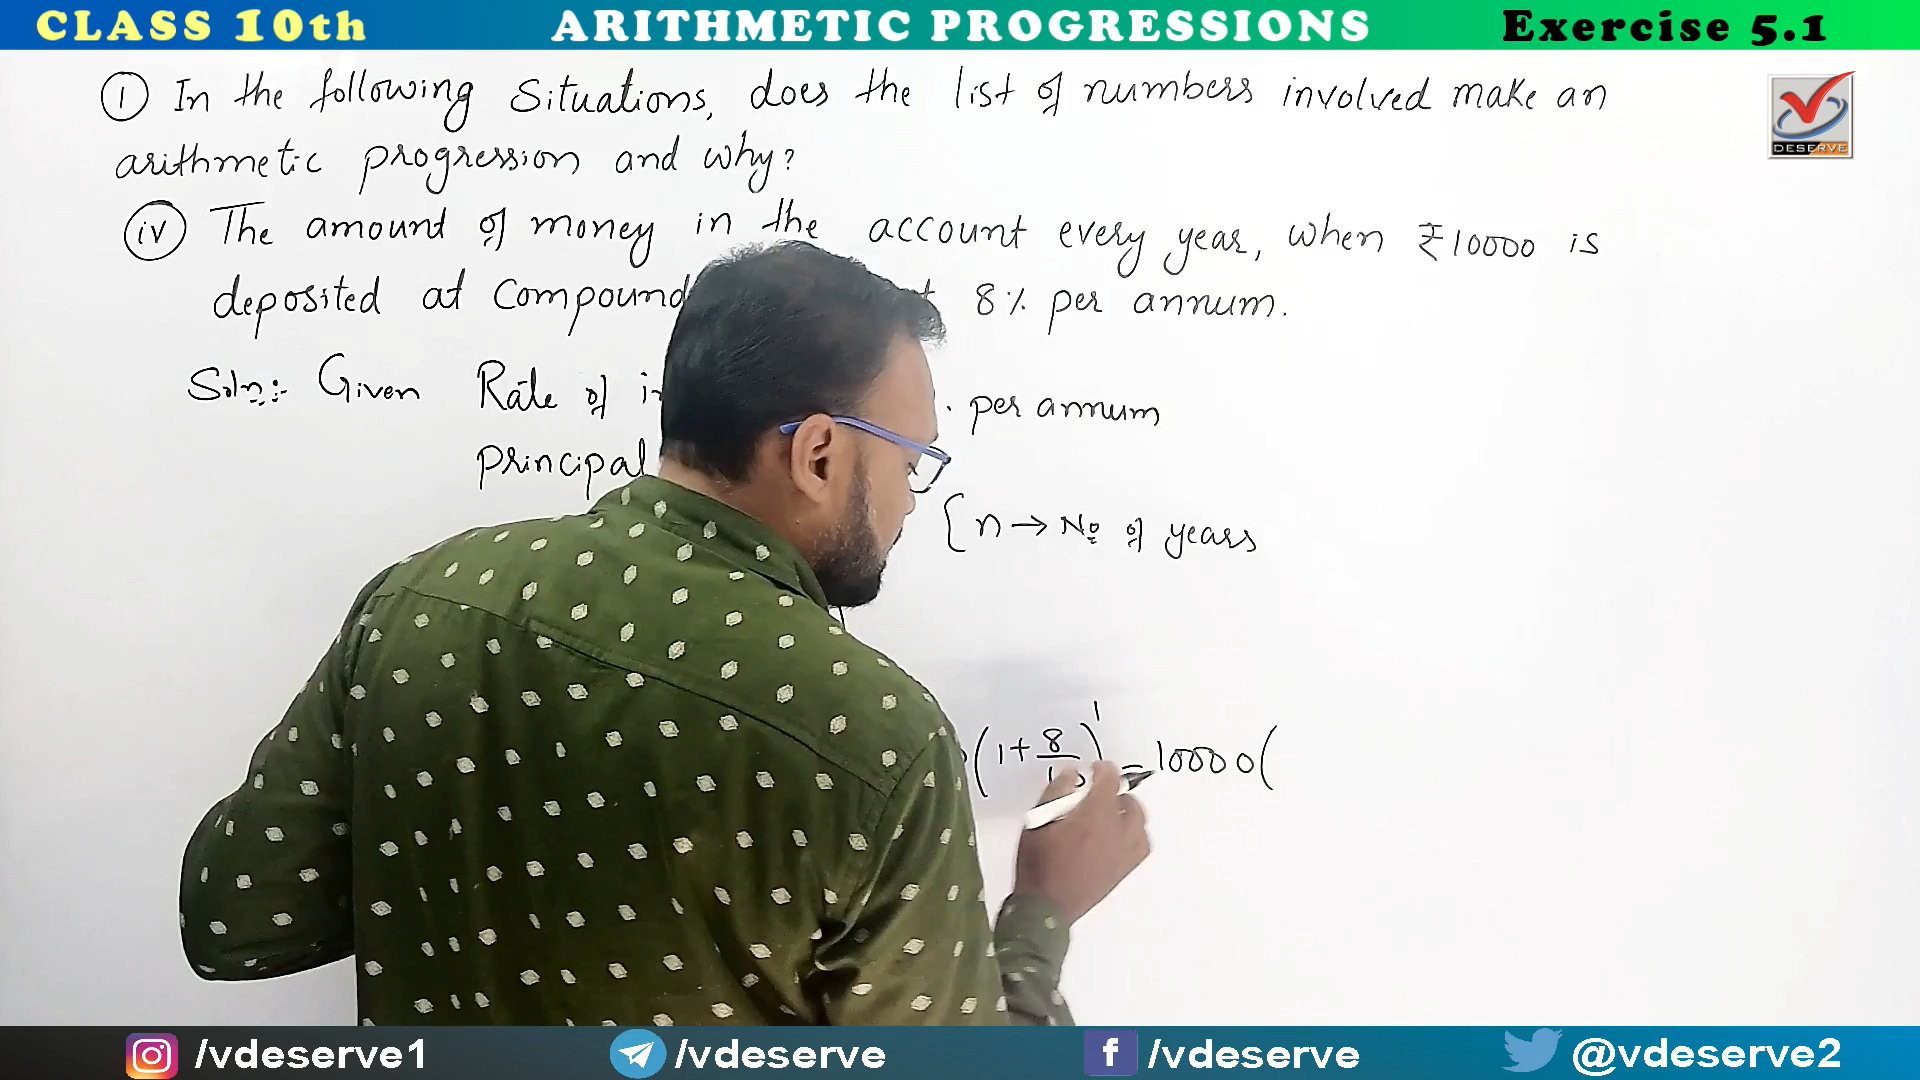 CLASS 10th ARITHMETIC PROGRESSIONS Exercise 5.1
① In the following Situations, does the list of numbers involved make an
arithmetic progression and why?
DESERVE
(iv) The amount of money in the account every year, when ₹10000 is
deposited at Compound 8% per annum.
Soln:- Given Rate of per annum
principal
{n → No of years
(1+8/10)¹ = 10000(
/vdeserve1 /vdeserve /vdeserve @vdeserve2